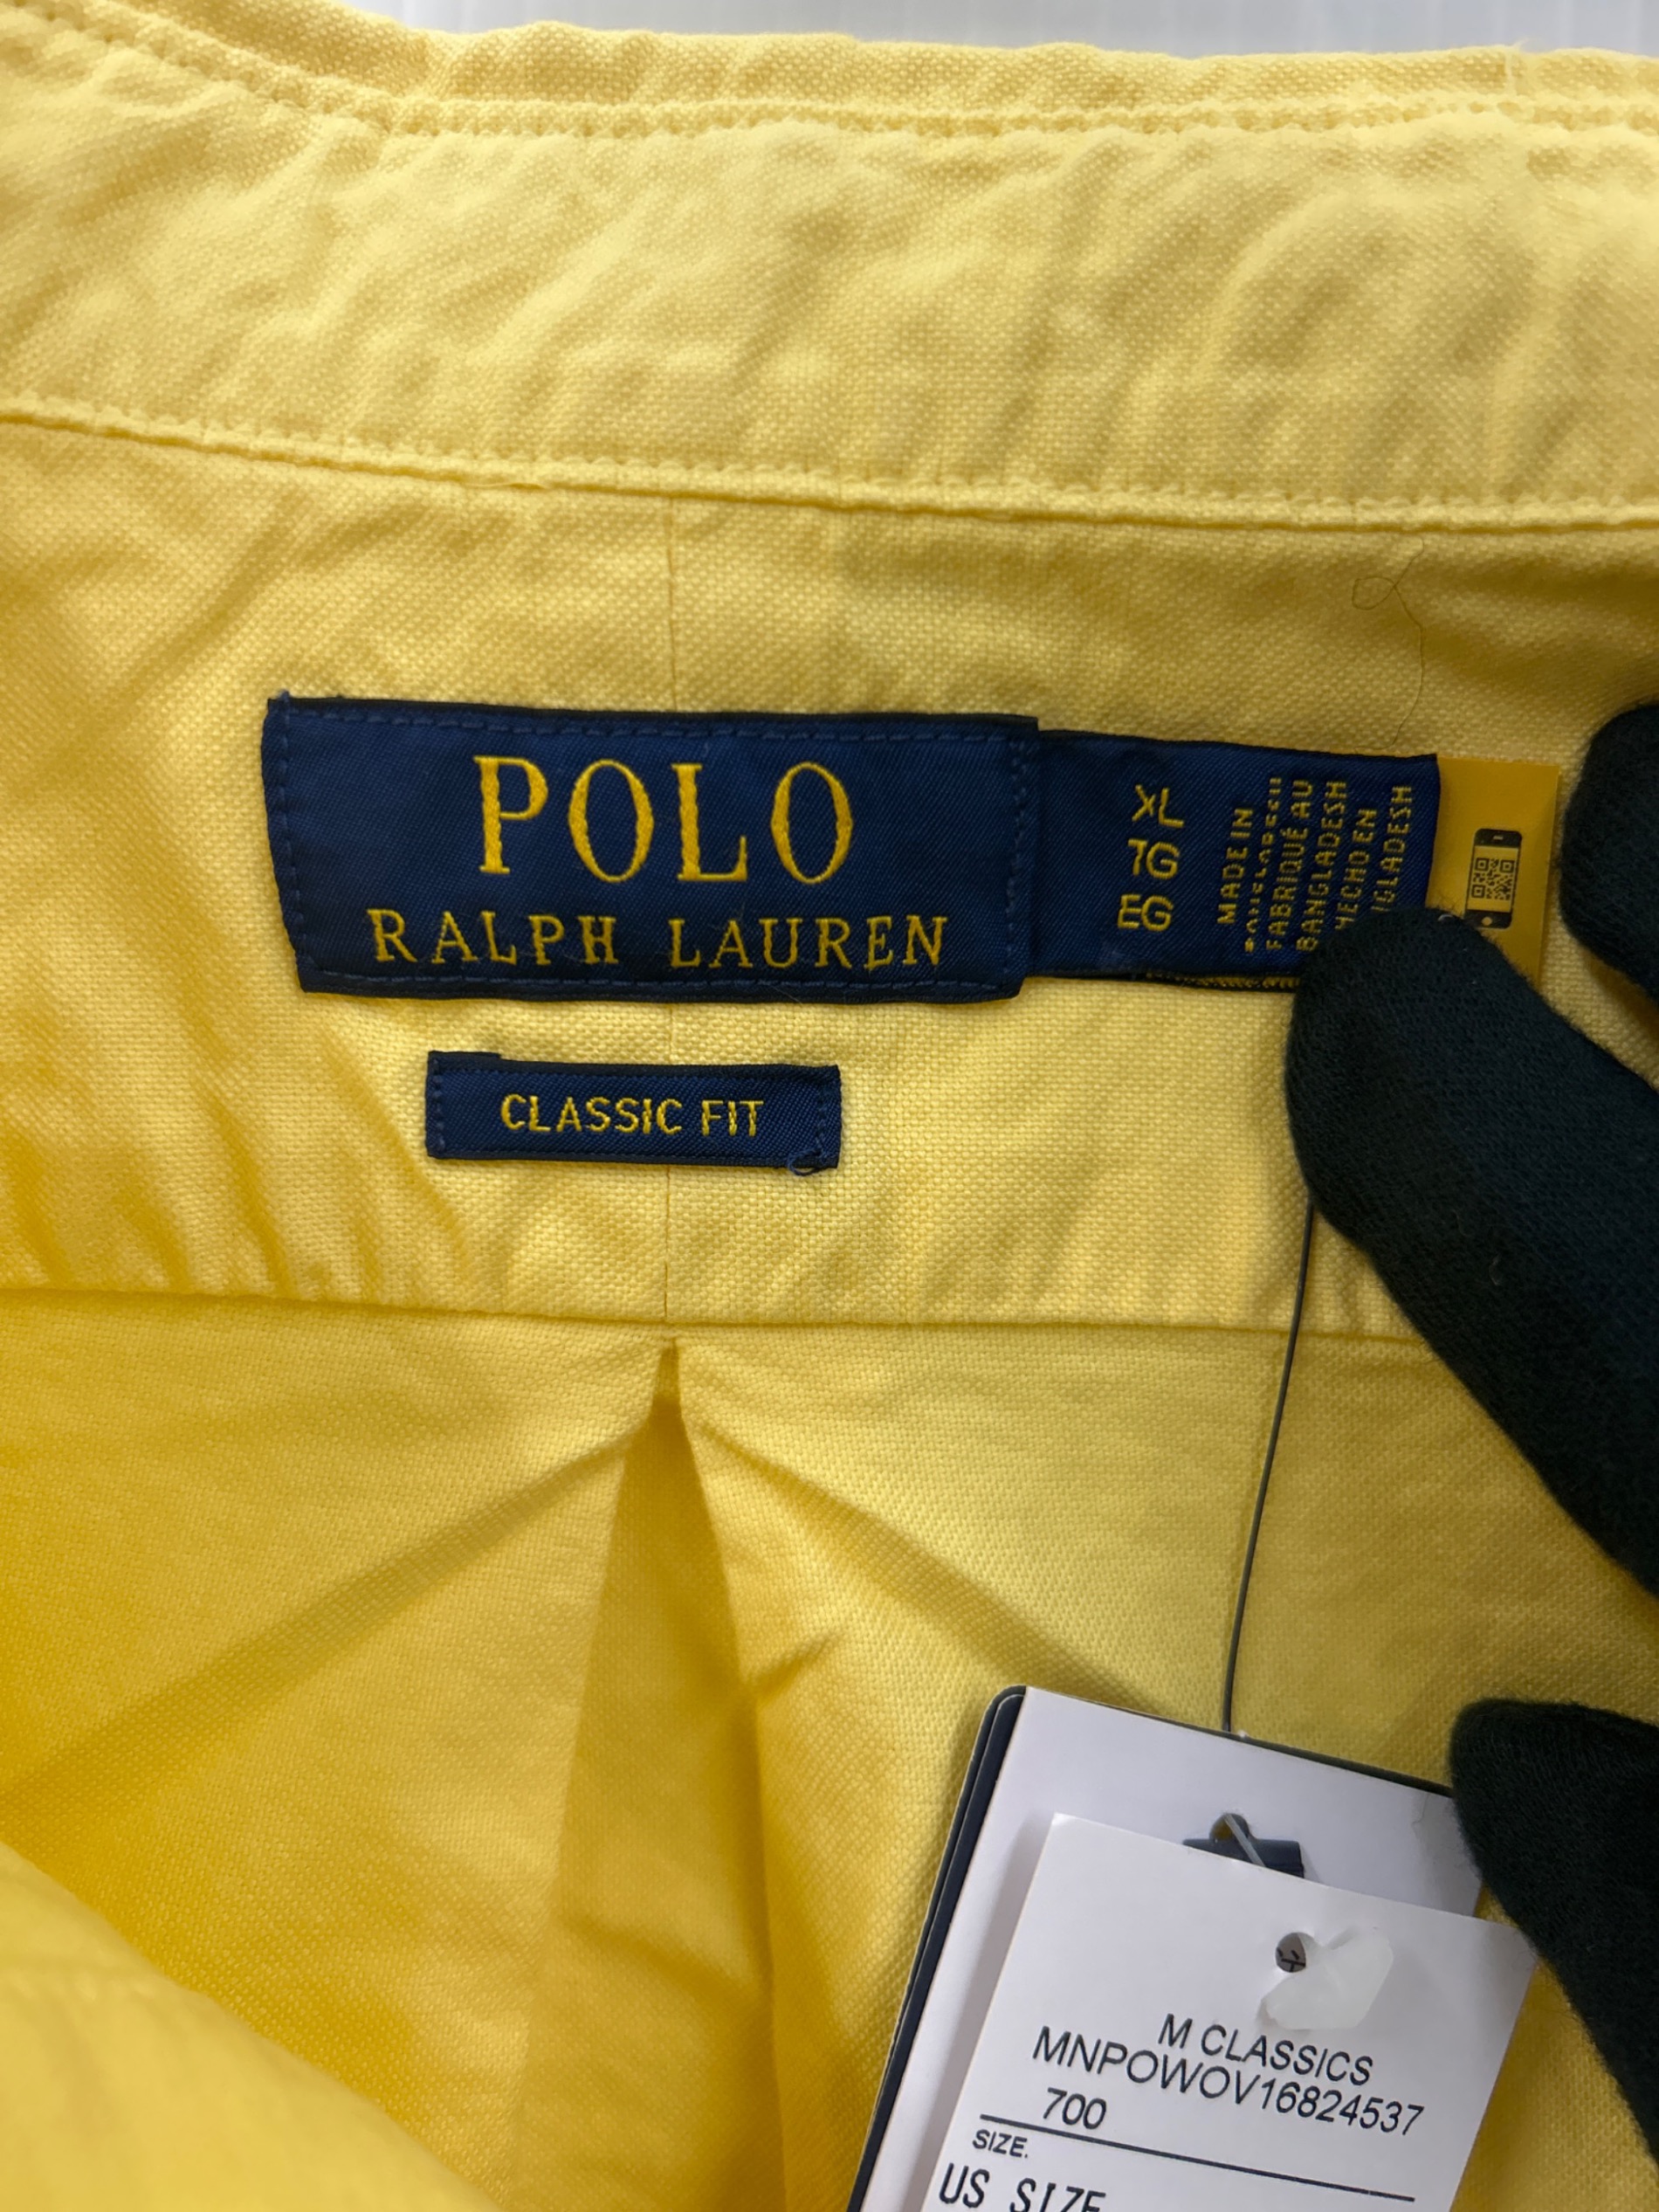 POLO
RALPH LAUREN
XL
TG
EG
MADE IN
FABRIQUÉ AU
BANGLADESH
HECHO EN
CLASSIC FIT
M CLASSICS
MNPOWOV16824537
700
SIZE.
US SIZE